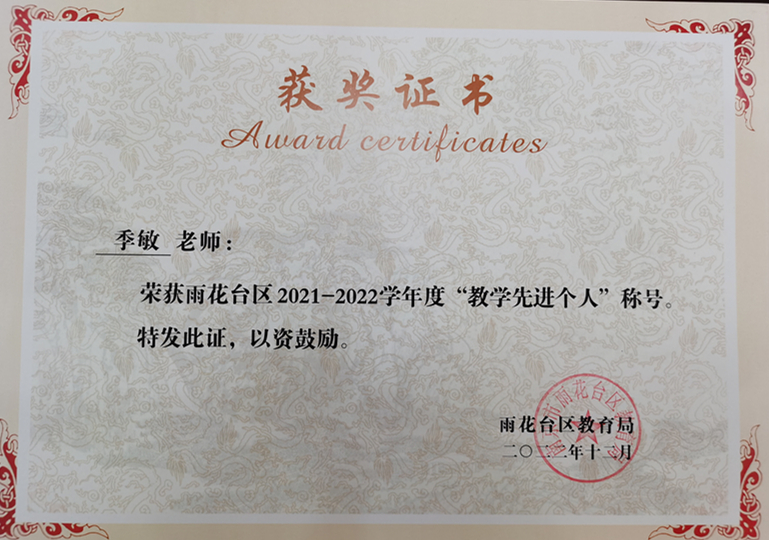 获奖证书
Award certificates
季敏 老师：
荣获雨花台区2021-2022学年度“教学先进个人”称号。
特发此证，以资鼓励。
雨花台区教育局
二〇二二年十二月